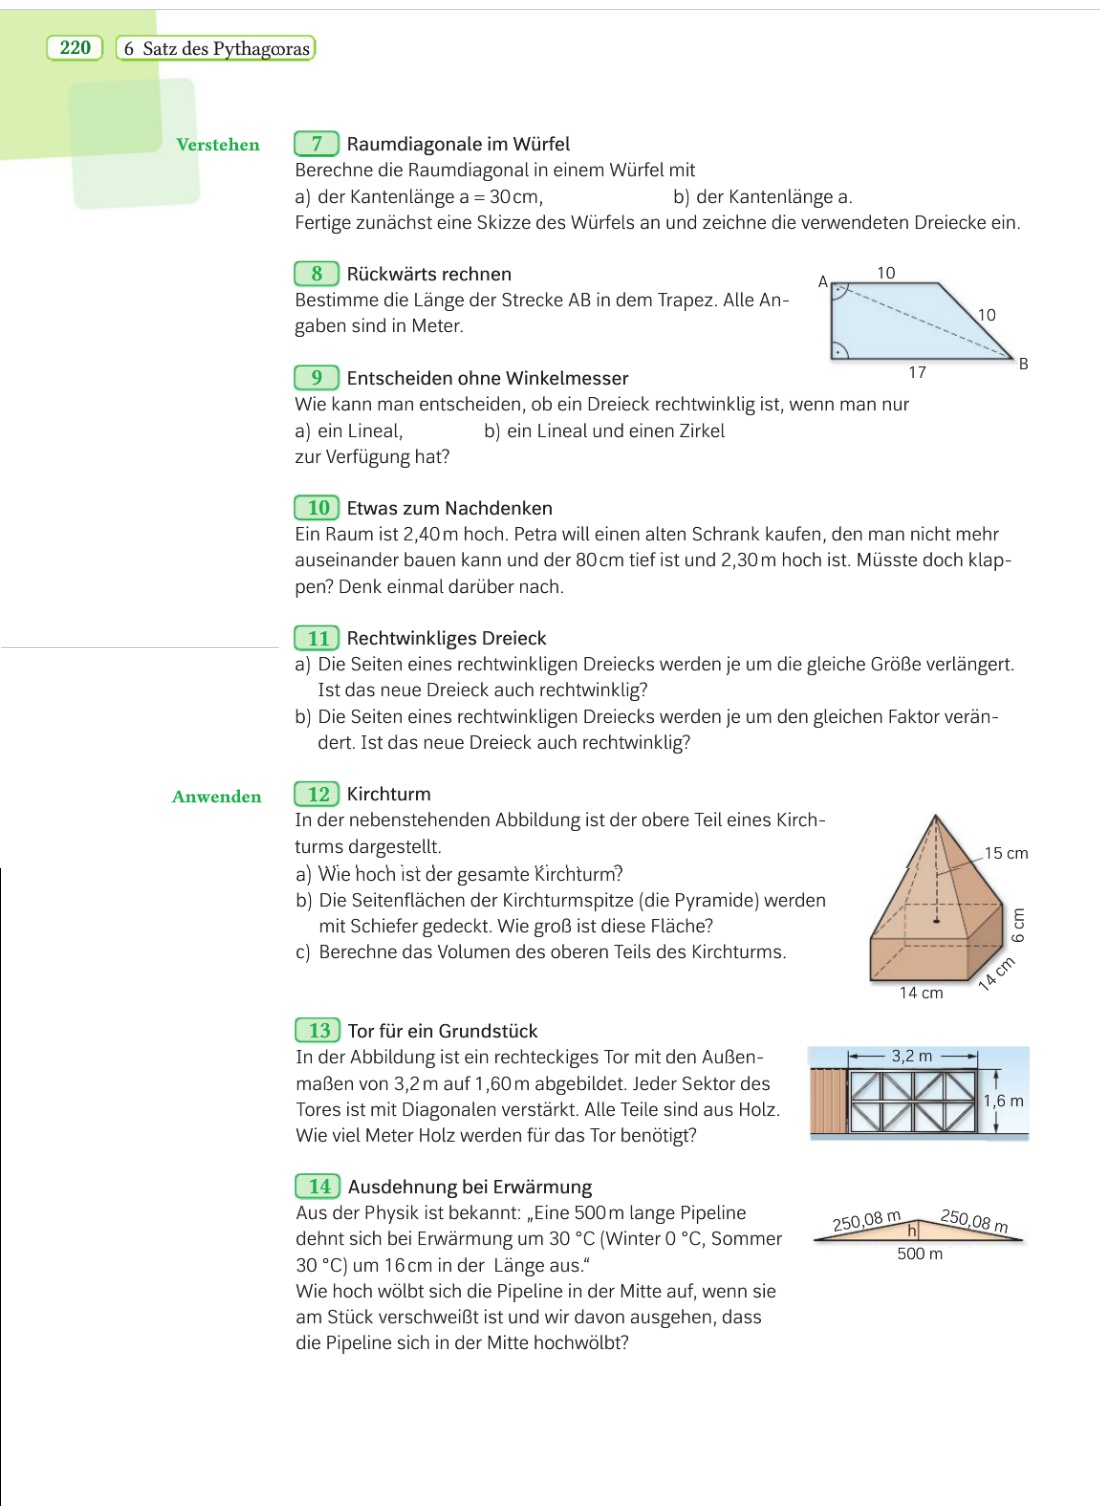 220 6 Satz des Pythagoras
Verstehen
7 Raumdiagonale im Würfel
Berechne die Raumdiagonal in einem Würfel mit
a) der Kantenlänge a = 30 cm, b) der Kantenlänge a.
Fertige zunächst eine Skizze des Würfels an und zeichne die verwendeten Dreiecke ein.
8 Rückwärts rechnen
Bestimme die Länge der Strecke AB in dem Trapez. Alle An-
gaben sind in Meter.
10
A
10
17
B
9 Entscheiden ohne Winkelmesser
Wie kann man entscheiden, ob ein Dreieck rechtwinklig ist, wenn man nur
a) ein Lineal, b) ein Lineal und einen Zirkel
zur Verfügung hat?
10 Etwas zum Nachdenken
Ein Raum ist 2,40 m hoch. Petra will einen alten Schrank kaufen, den man nicht mehr
auseinander bauen kann und der 80 cm tief ist und 2,30 m hoch ist. Müsste doch klap-
pen? Denk einmal darüber nach.
11 Rechtwinkliges Dreieck
a) Die Seiten eines rechtwinkligen Dreiecks werden je um die gleiche Größe verlängert.
Ist das neue Dreieck auch rechtwinklig?
b) Die Seiten eines rechtwinkligen Dreiecks werden je um den gleichen Faktor verän-
dert. Ist das neue Dreieck auch rechtwinklig?
Anwenden
12 Kirchturm
In der nebenstehenden Abbildung ist der obere Teil eines Kirch-
turms dargestellt.
a) Wie hoch ist der gesamte Kirchturm?
b) Die Seitenflächen der Kirchturmspitze (die Pyramide) werden
mit Schiefer gedeckt. Wie groß ist diese Fläche?
c) Berechne das Volumen des oberen Teils des Kirchturms.
15 cm
6 cm
14 cm
14 cm
13 Tor für ein Grundstück
In der Abbildung ist ein rechteckiges Tor mit den Außen-
maßen von 3,2 m auf 1,60 m abgebildet. Jeder Sektor des
Tores ist mit Diagonalen verstärkt. Alle Teile sind aus Holz.
Wie viel Meter Holz werden für das Tor benötigt?
3,2 m
1,6 m
14 Ausdehnung bei Erwärmung
Aus der Physik ist bekannt: „Eine 500 m lange Pipeline
dehnt sich bei Erwärmung um 30 °C (Winter 0 °C, Sommer
30 °C) um 16 cm in der Länge aus.“
Wie hoch wölbt sich die Pipeline in der Mitte auf, wenn sie
am Stück verschweißt ist und wir davon ausgehen, dass
die Pipeline sich in der Mitte hochwölbt?
250,08 m 250,08 m
h
500 m